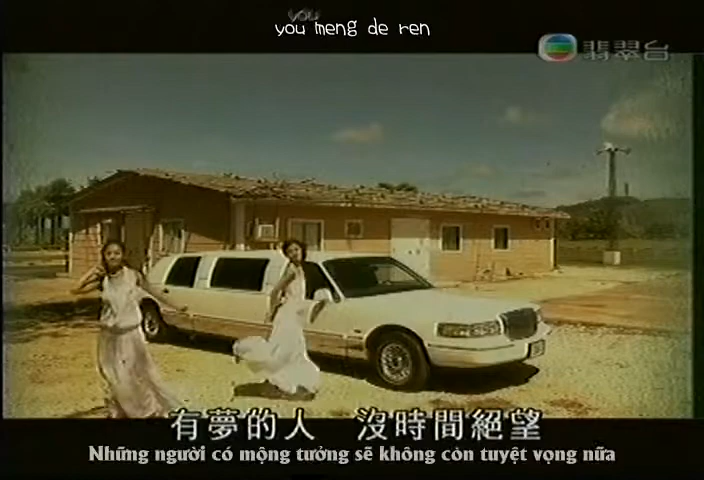 you
you meng de ren
翡翠台
有夢的人 沒時間絕望
Những người có mộng tưởng sẽ không còn tuyệt vọng nữa